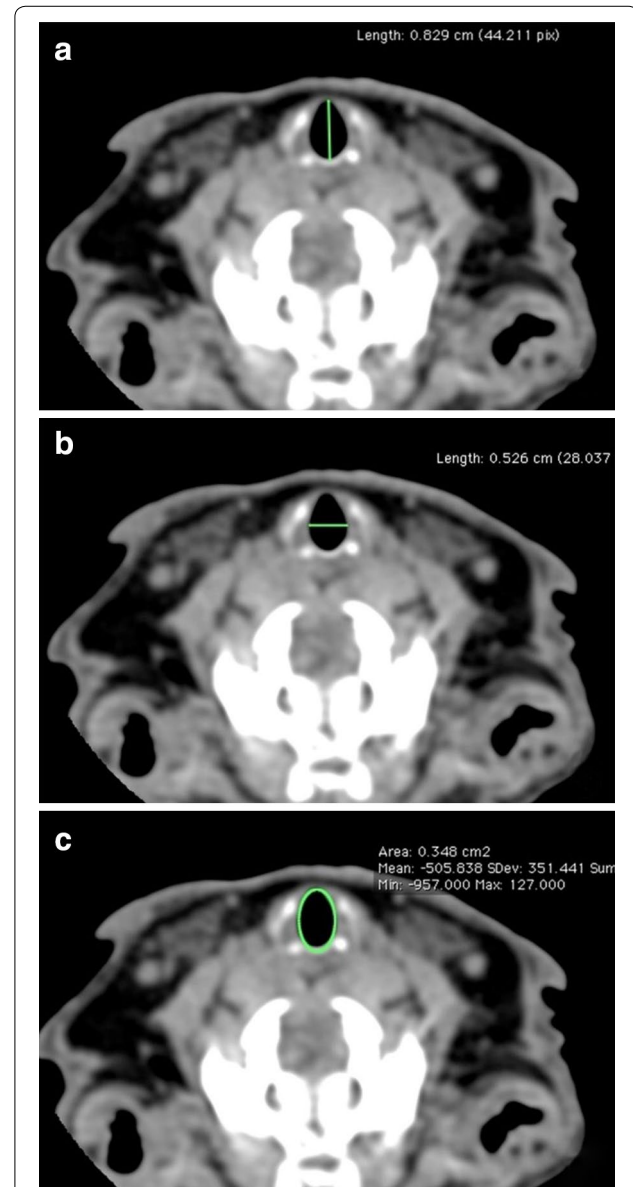 a
Length: 0.829 cm (44.211 pix)
b
Length: 0.526 cm (28.037
c
Area: 0.348 cm2
Mean: -505.838 SDev: 351.441 Sum
Min: -957.000 Max: 127.000